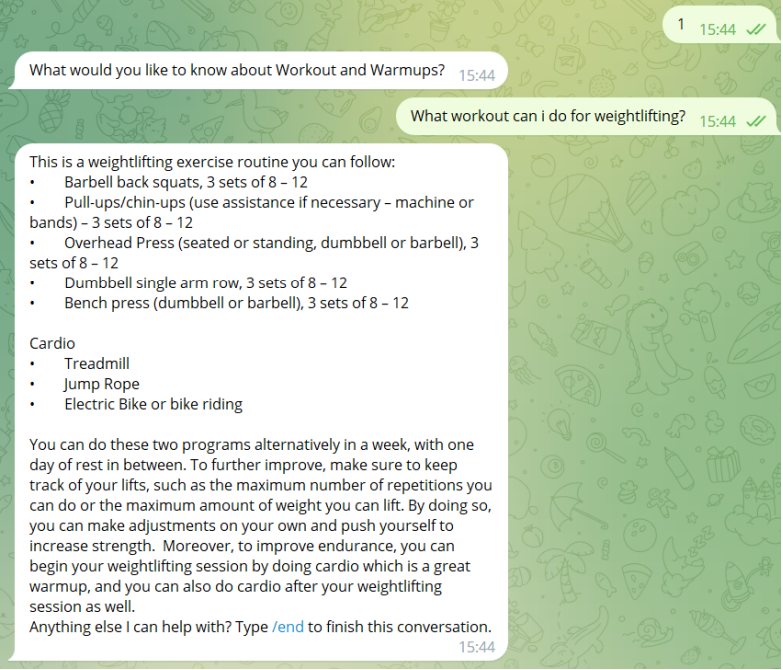 1 15:44
What would you like to know about Workout and Warmups? 15:44
What workout can i do for weightlifting? 15:44
This is a weightlifting exercise routine you can follow:
• Barbell back squats, 3 sets of 8 – 12
• Pull-ups/chin-ups (use assistance if necessary – machine or
bands) – 3 sets of 8 – 12
• Overhead Press (seated or standing, dumbbell or barbell), 3
sets of 8 – 12
• Dumbbell single arm row, 3 sets of 8 – 12
• Bench press (dumbbell or barbell), 3 sets of 8 – 12
Cardio
• Treadmill
• Jump Rope
• Electric Bike or bike riding
You can do these two programs alternatively in a week, with one
day of rest in between. To further improve, make sure to keep
track of your lifts, such as the maximum number of repetitions you
can do or the maximum amount of weight you can lift. By doing so,
you can make adjustments on your own and push yourself to
increase strength.  Moreover, to improve endurance, you can
begin your weightlifting session by doing cardio which is a great
warmup, and you can also do cardio after your weightlifting
session as well.
Anything else I can help with? Type /end to finish this conversation.
15:44